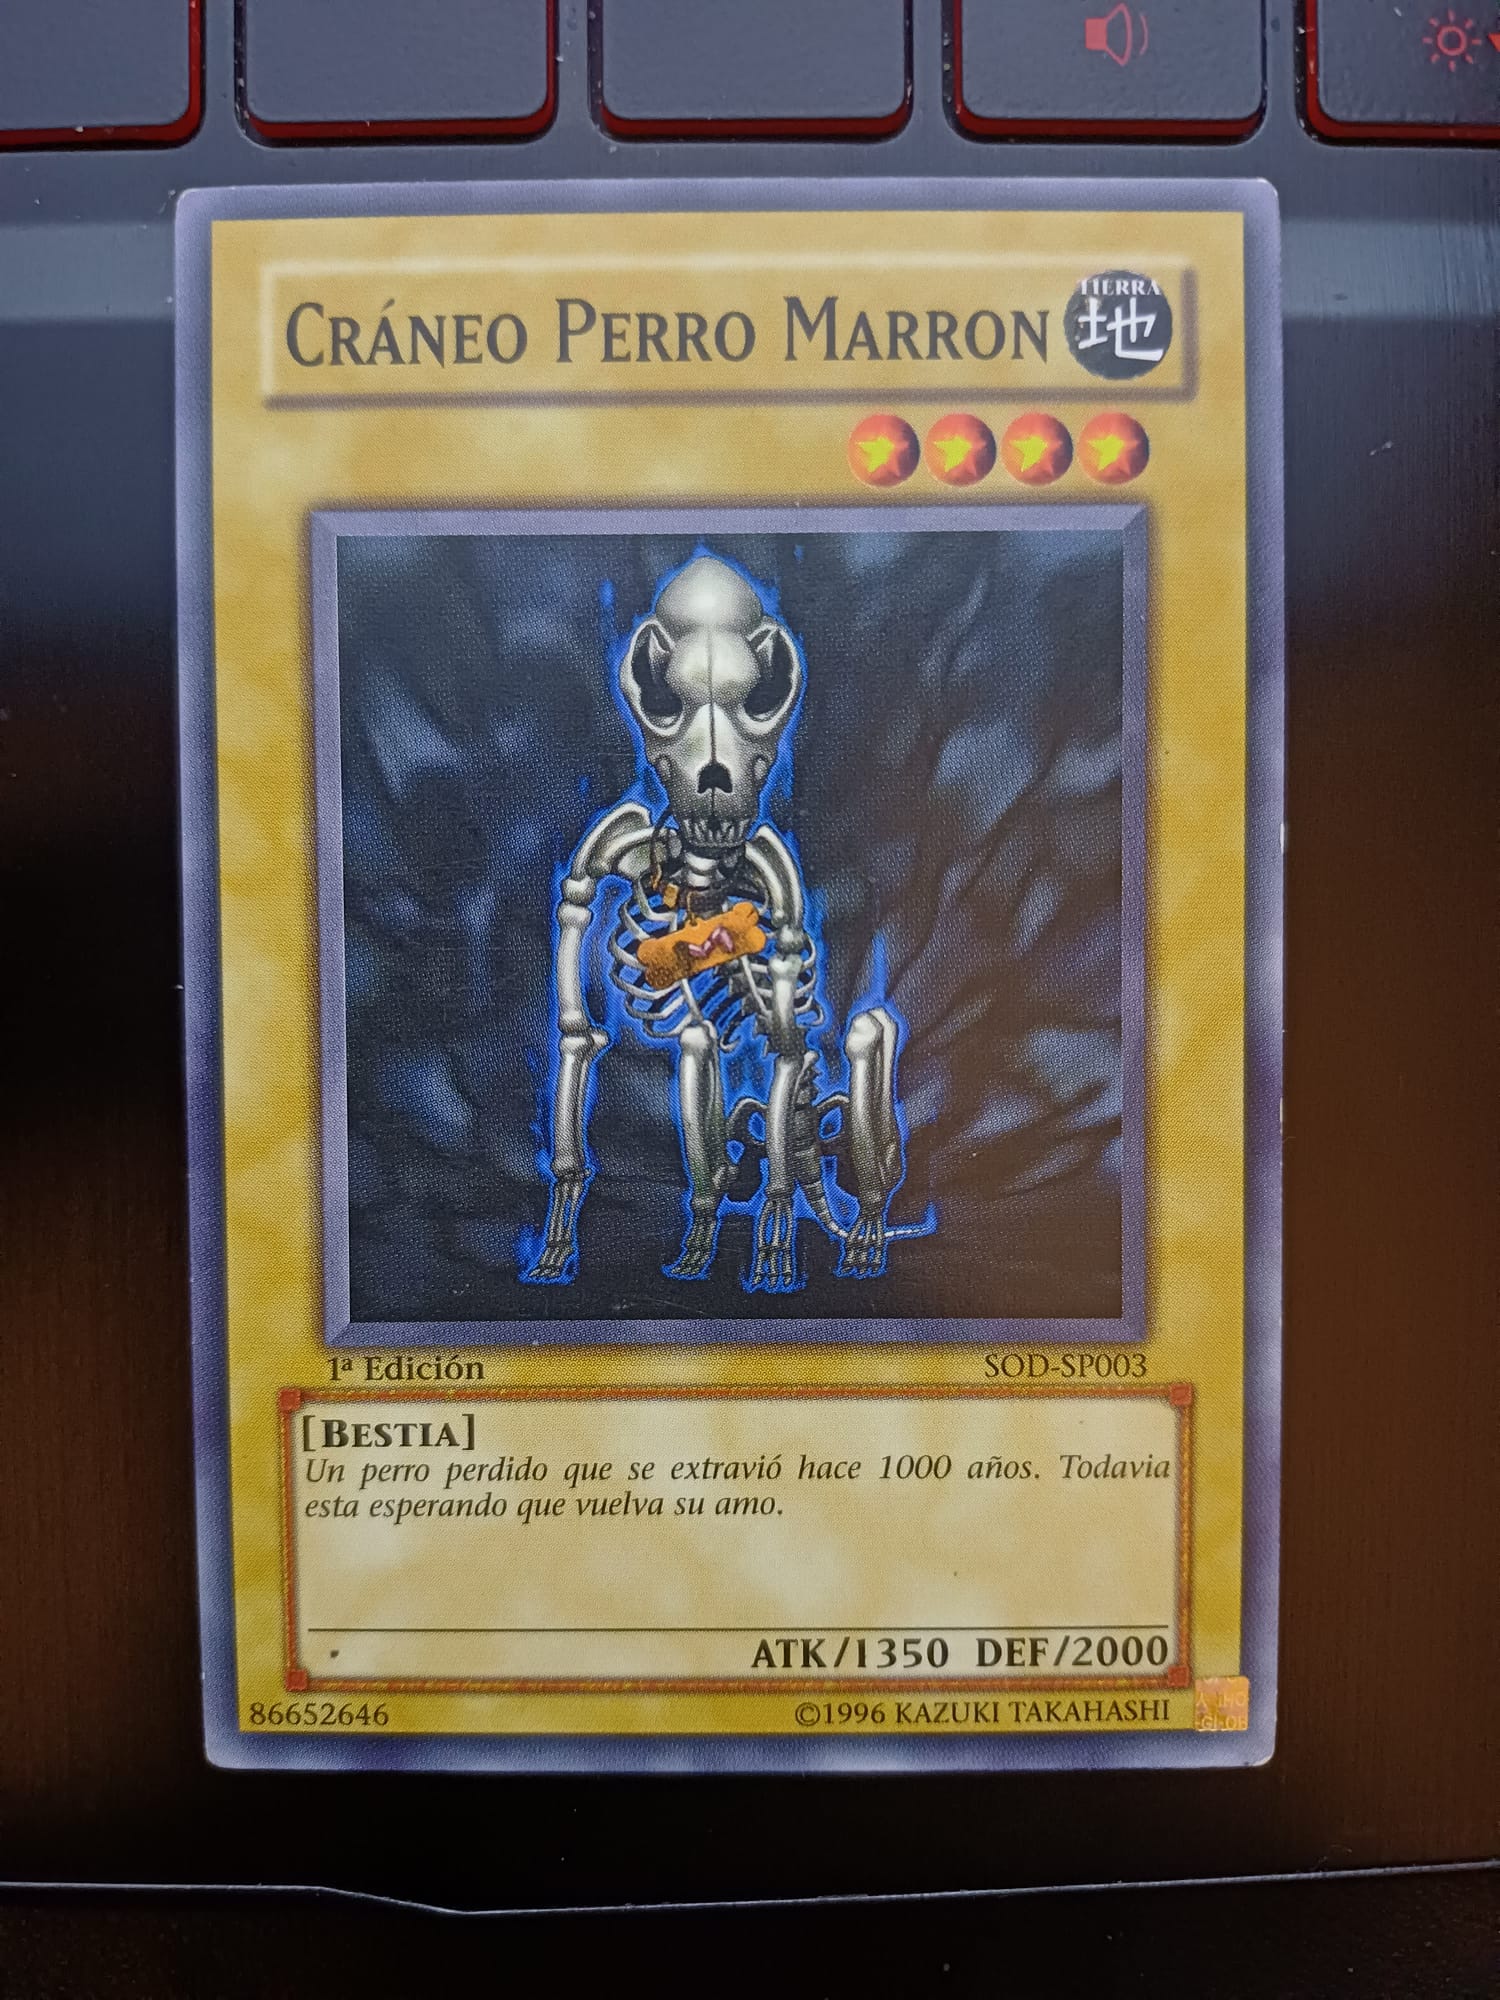 CRÁNEO PERRO MARRON
TIERRA
地
1ª Edición
SOD-SP003
[BESTIA]
Un perro perdido que se extravió hace 1000 años. Todavia
esta esperando que vuelva su amo.
ATK/1350 DEF/2000
86652646
©1996 KAZUKI TAKAHASHI